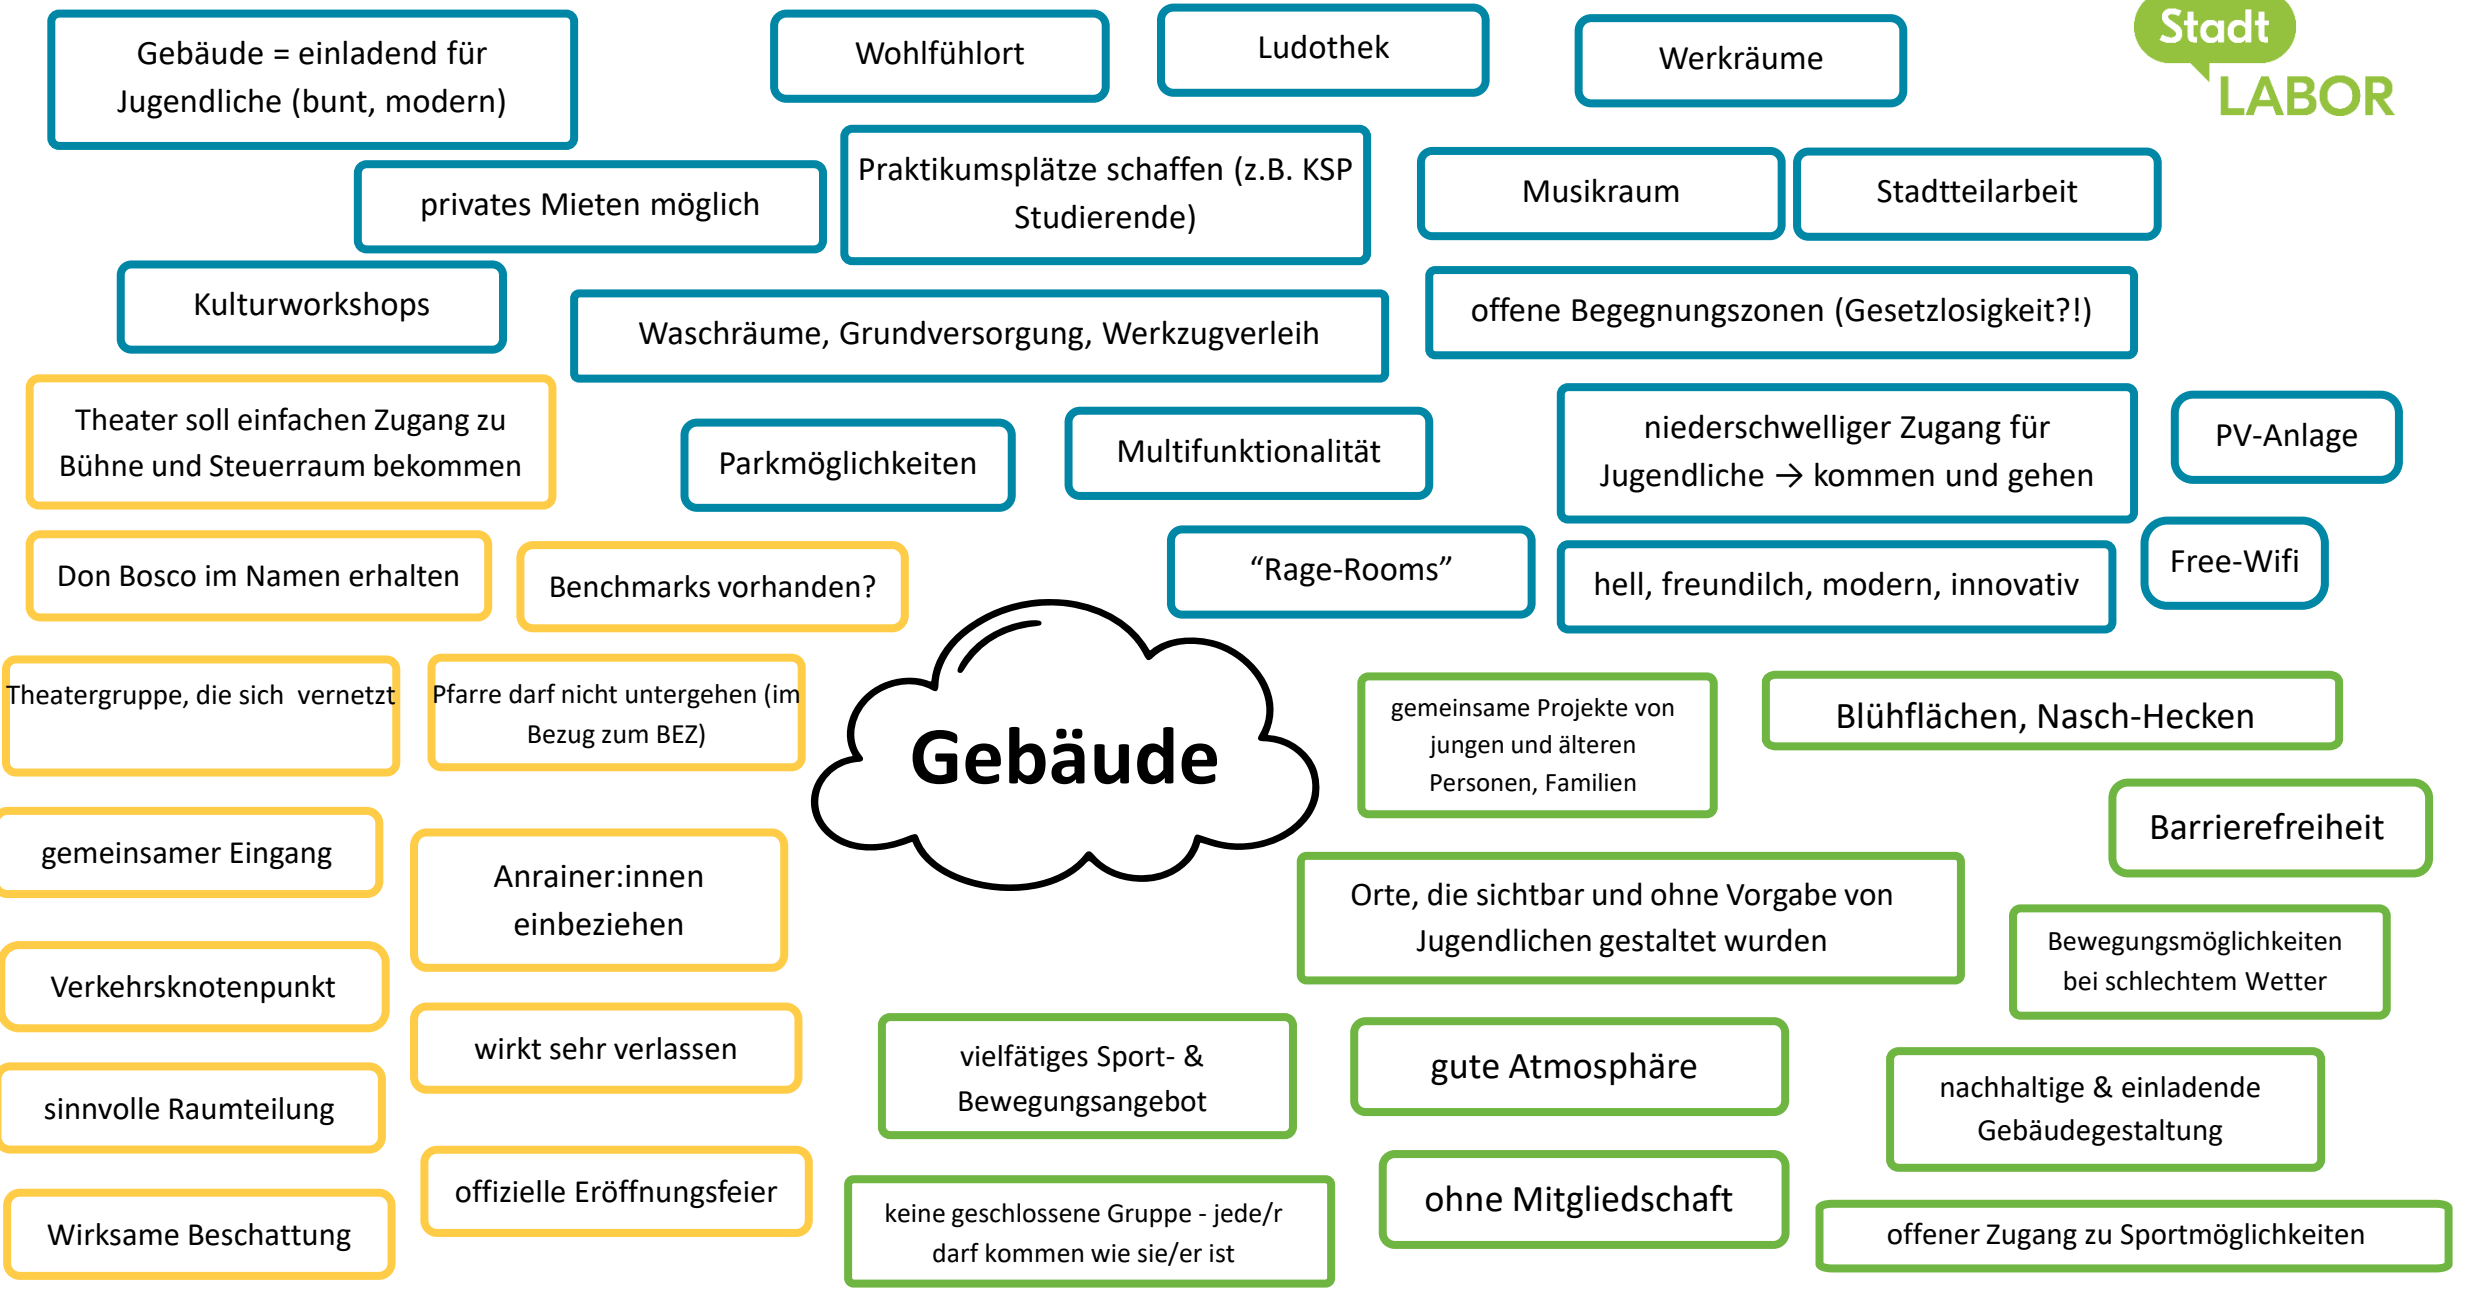 Stadt
LABOR
Gebäude = einladend für
Jugendliche (bunt, modern)
Wohlfühlort
Ludothek
Werkräume
privates Mieten möglich
Praktikumsplätze schaffen (z.B. KSP
Studierende)
Musikraum
Stadtteilarbeit
Kulturworkshops
Waschräume, Grundversorgung, Werkzugverleih
offene Begegnungszonen (Gesetzlosigkeit?!)
Theater soll einfachen Zugang zu
Bühne und Steuerraum bekommen
Parkmöglichkeiten
Multifunktionalität
niederschwelliger Zugang für
Jugendliche → kommen und gehen
PV-Anlage
Don Bosco im Namen erhalten
Benchmarks vorhanden?
“Rage-Rooms”
hell, freundilch, modern, innovativ
Free-Wifi
Theatergruppe, die sich vernetzt
Pfarre darf nicht untergehen (im
Bezug zum BEZ)
Gebäude
gemeinsame Projekte von
jungen und älteren
Personen, Familien
Blühflächen, Nasch-Hecken
Barrierefreiheit
gemeinsamer Eingang
Anrainer:innen
einbeziehen
Orte, die sichtbar und ohne Vorgabe von
Jugendlichen gestaltet wurden
Bewegungsmöglichkeiten
bei schlechtem Wetter
Verkehrsknotenpunkt
wirkt sehr verlassen
vielfätiges Sport- &
Bewegungsangebot
gute Atmosphäre
nachhaltige & einladende
Gebäudegestaltung
sinnvolle Raumteilung
offizielle Eröffnungsfeier
keine geschlossene Gruppe - jede/r
darf kommen wie sie/er ist
ohne Mitgliedschaft
offener Zugang zu Sportmöglichkeiten
Wirksame Beschattung